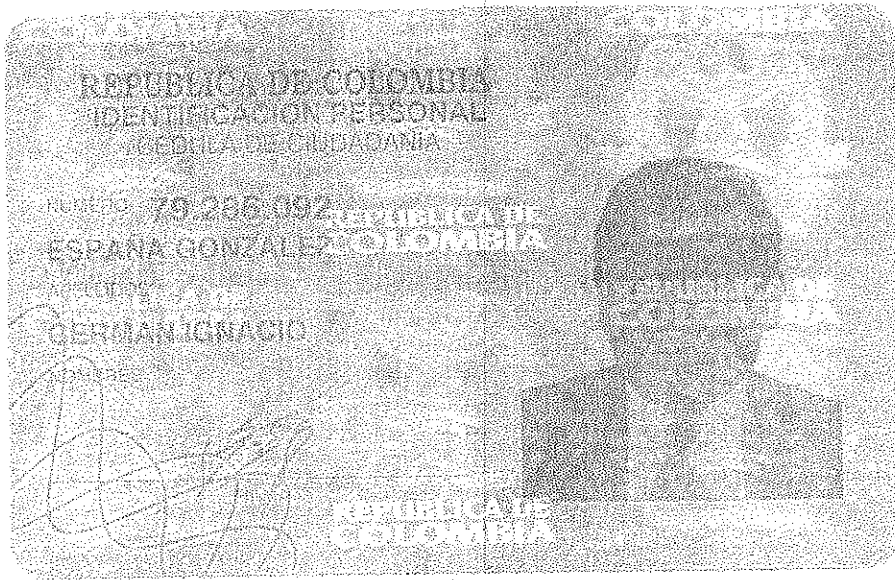 COLOMBIA
REPUBLICA DE COLOMBIA
IDENTIFICACION PERSONAL
CEDULA DE CIUDADANIA
NUMERO 79.286.092
ESPAÑA GONZALEZ
APELLIDOS
GERMAN IGNACIO
NOMBRES
REPUBLICA DE
COLOMBIA
REPUBLICA DE
COLOMBIA